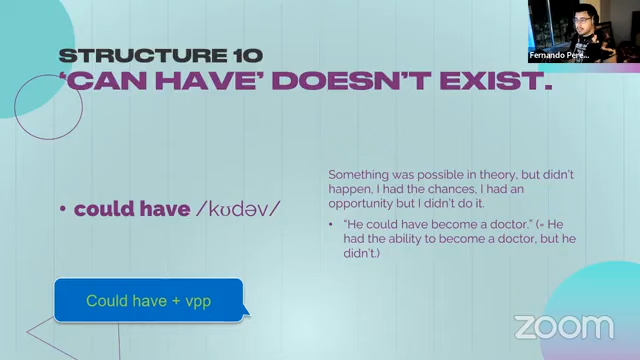 Fernando Pere...
STRUCTURE 10
'CAN HAVE' DOESN'T EXIST.
Something was possible in theory, but didn't
happen, I had the chances, I had an
opportunity but I didn't do it.
• could have /kʊdəv/
• "He could have become a doctor." (= He
had the ability to become a doctor, but he
didn't.)
Could have + vpp
zoom